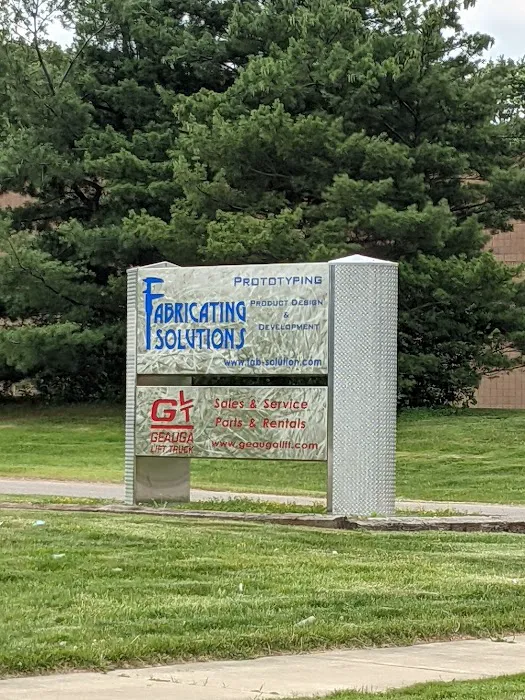 PROTOTYPING
FABRICATING
SOLUTIONS
PRODUCT DESIGN
&
DEVELOPMENT
www.fab-solution.com
GLT
GEAUGA
LIFT TRUCK
Sales & Service
Parts & Rentals
www.geaugalift.com